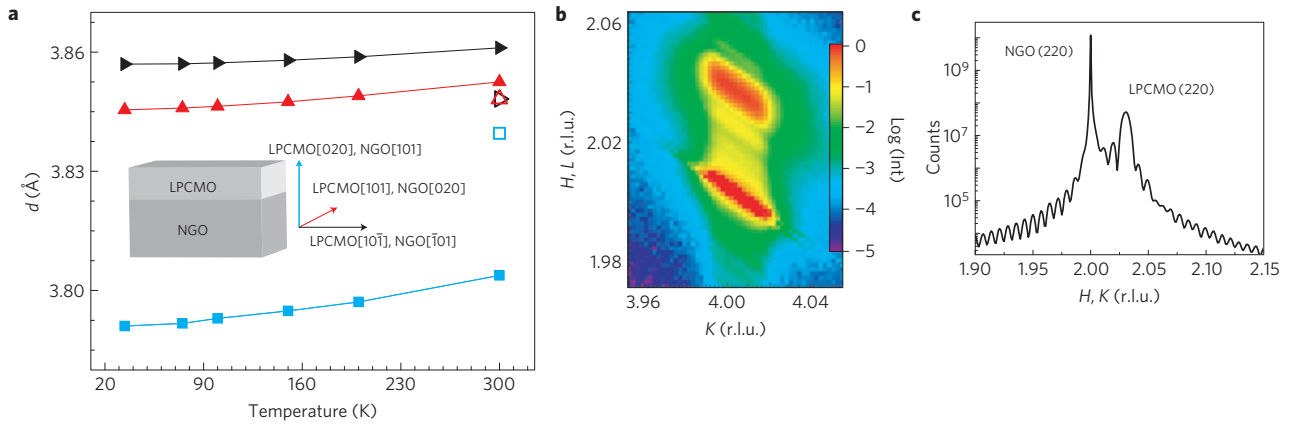 a
3.86
3.83
3.80
d (Å)
LPCMO[020], NGO[101]
LPCMO
NGO
LPCMO[101], NGO[020]
LPCMO[101̅], NGO[1̅01]
20
90
160
230
300
Temperature (K)
b
2.06
2.02
1.98
H, L (r.l.u.)
3.96
4.00
4.04
K (r.l.u.)
0
−1
−2
−3
−4
−5
Log (Int)
c
NGO (220)
LPCMO (220)
10⁹
10⁷
10⁵
Counts
1.90
1.95
2.00
2.05
2.10
2.15
H, K (r.l.u.)